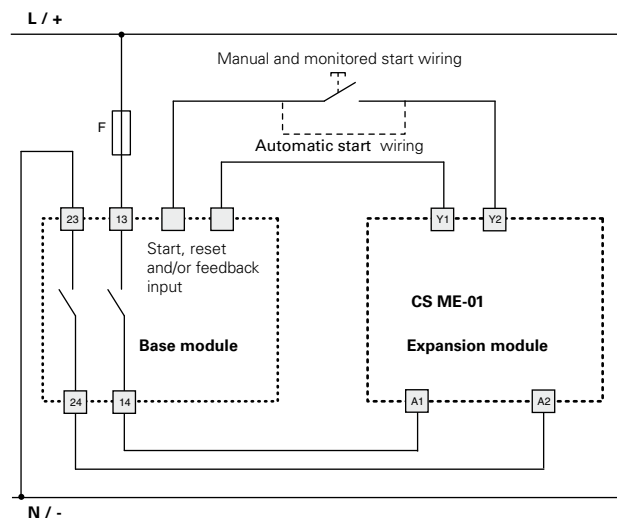 L / +
Manual and monitored start wiring
F
Automatic start wiring
23
13
Y1
Y2
Start, reset
and/or feedback
input
CS ME-01
Base module
Expansion module
24
14
A1
A2
N / -